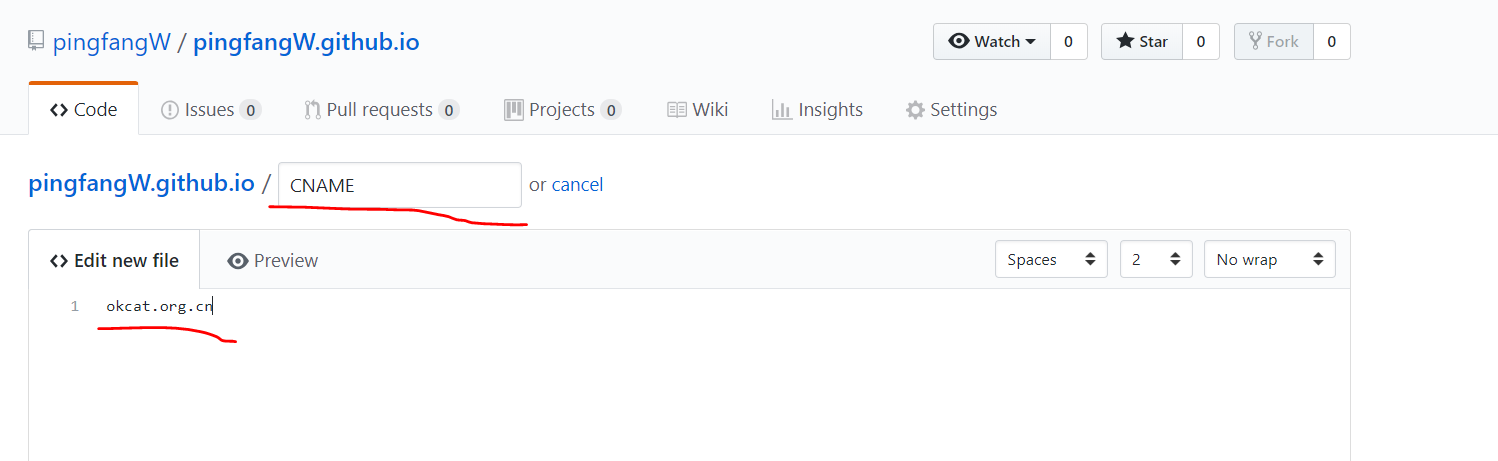 pingfangW / pingfangW.github.io
Watch 0 Star 0 Fork 0
Code Issues 0 Pull requests 0 Projects 0 Wiki Insights Settings
pingfangW.github.io / CNAME or cancel
Edit new file Preview Spaces 2 No wrap
1 okcat.org.cn